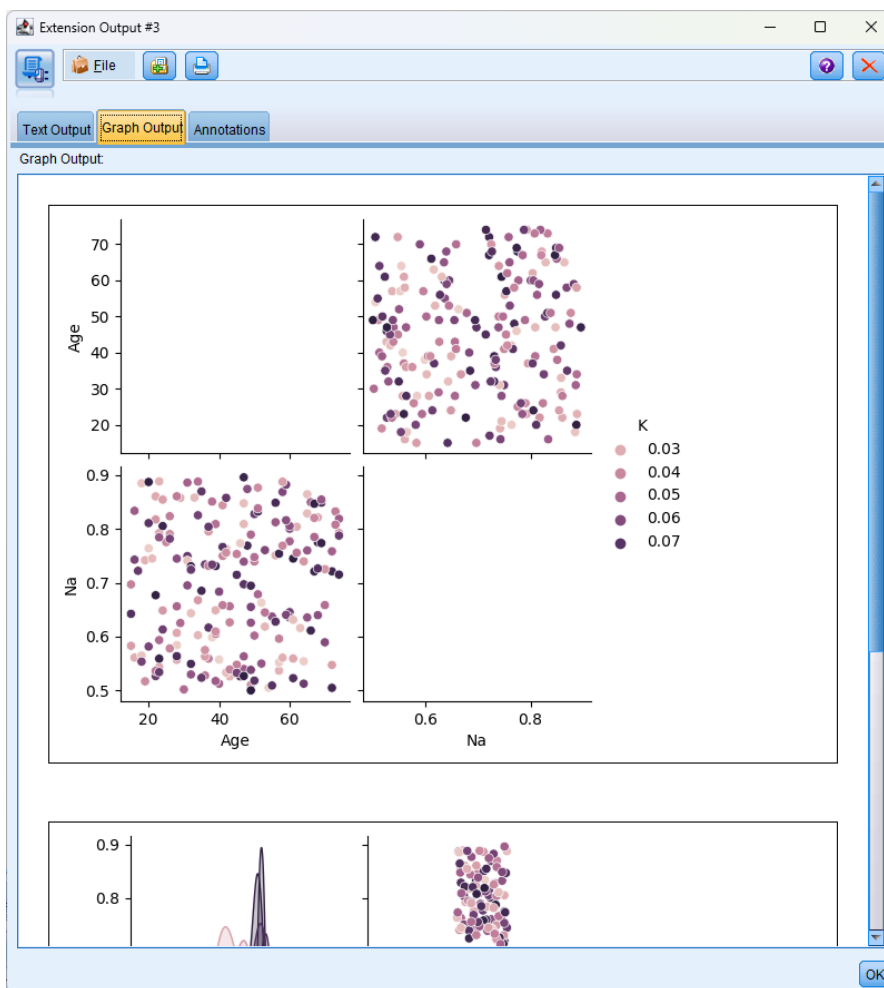 Extension Output #3
File
Text Output Graph Output Annotations
Graph Output:
70
60
50
40
30
20
Age
0.9
0.8
0.7
0.6
0.5
Na
20 40 60
Age
0.6 0.8
Na
K
0.03
0.04
0.05
0.06
0.07
0.9
0.8
OK